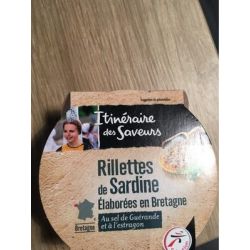 Itinéraire
des Saveurs
Rillettes
de Sardine
Élaborées en Bretagne
Au sel de Guérande
et à l'estragon
Bretagne